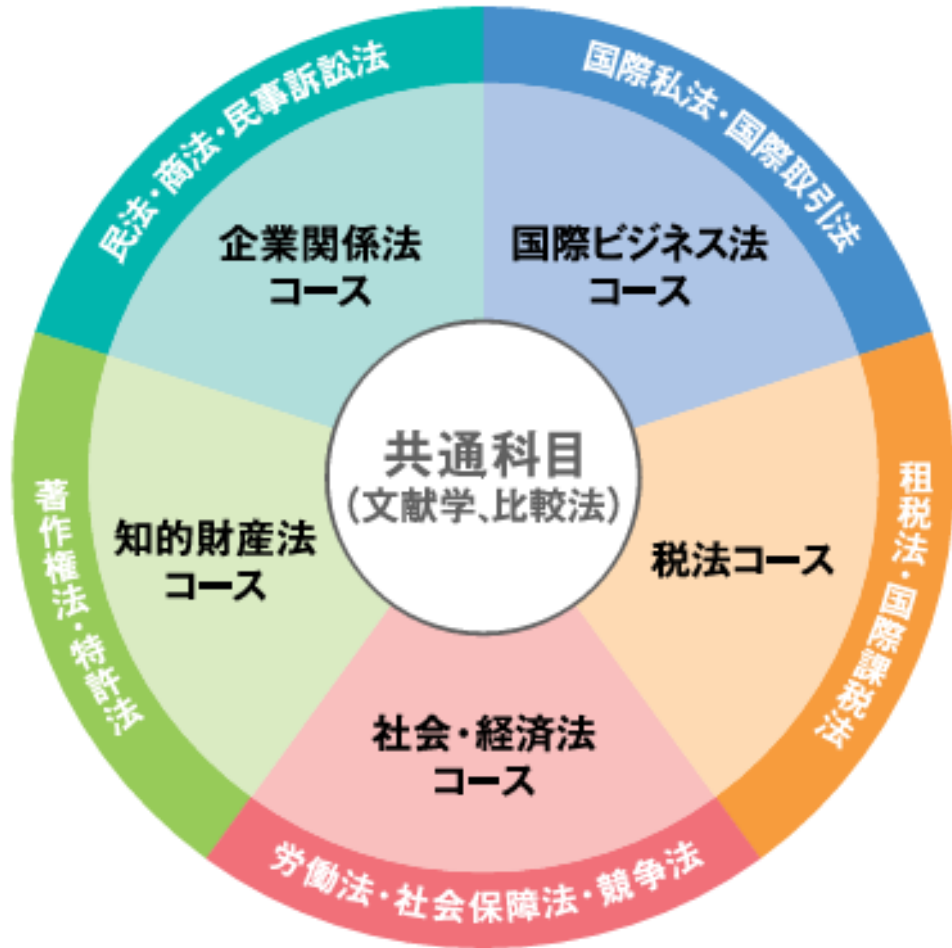 民法・商法・民事訴訟法
国際私法・国際取引法
企業関係法
コース
国際ビジネス法
コース
共通科目
(文献学、比較法)
著作権法・特許法
知的財産法
コース
税法コース
租税法・国際課税法
社会・経済法
コース
労働法・社会保障法・競争法